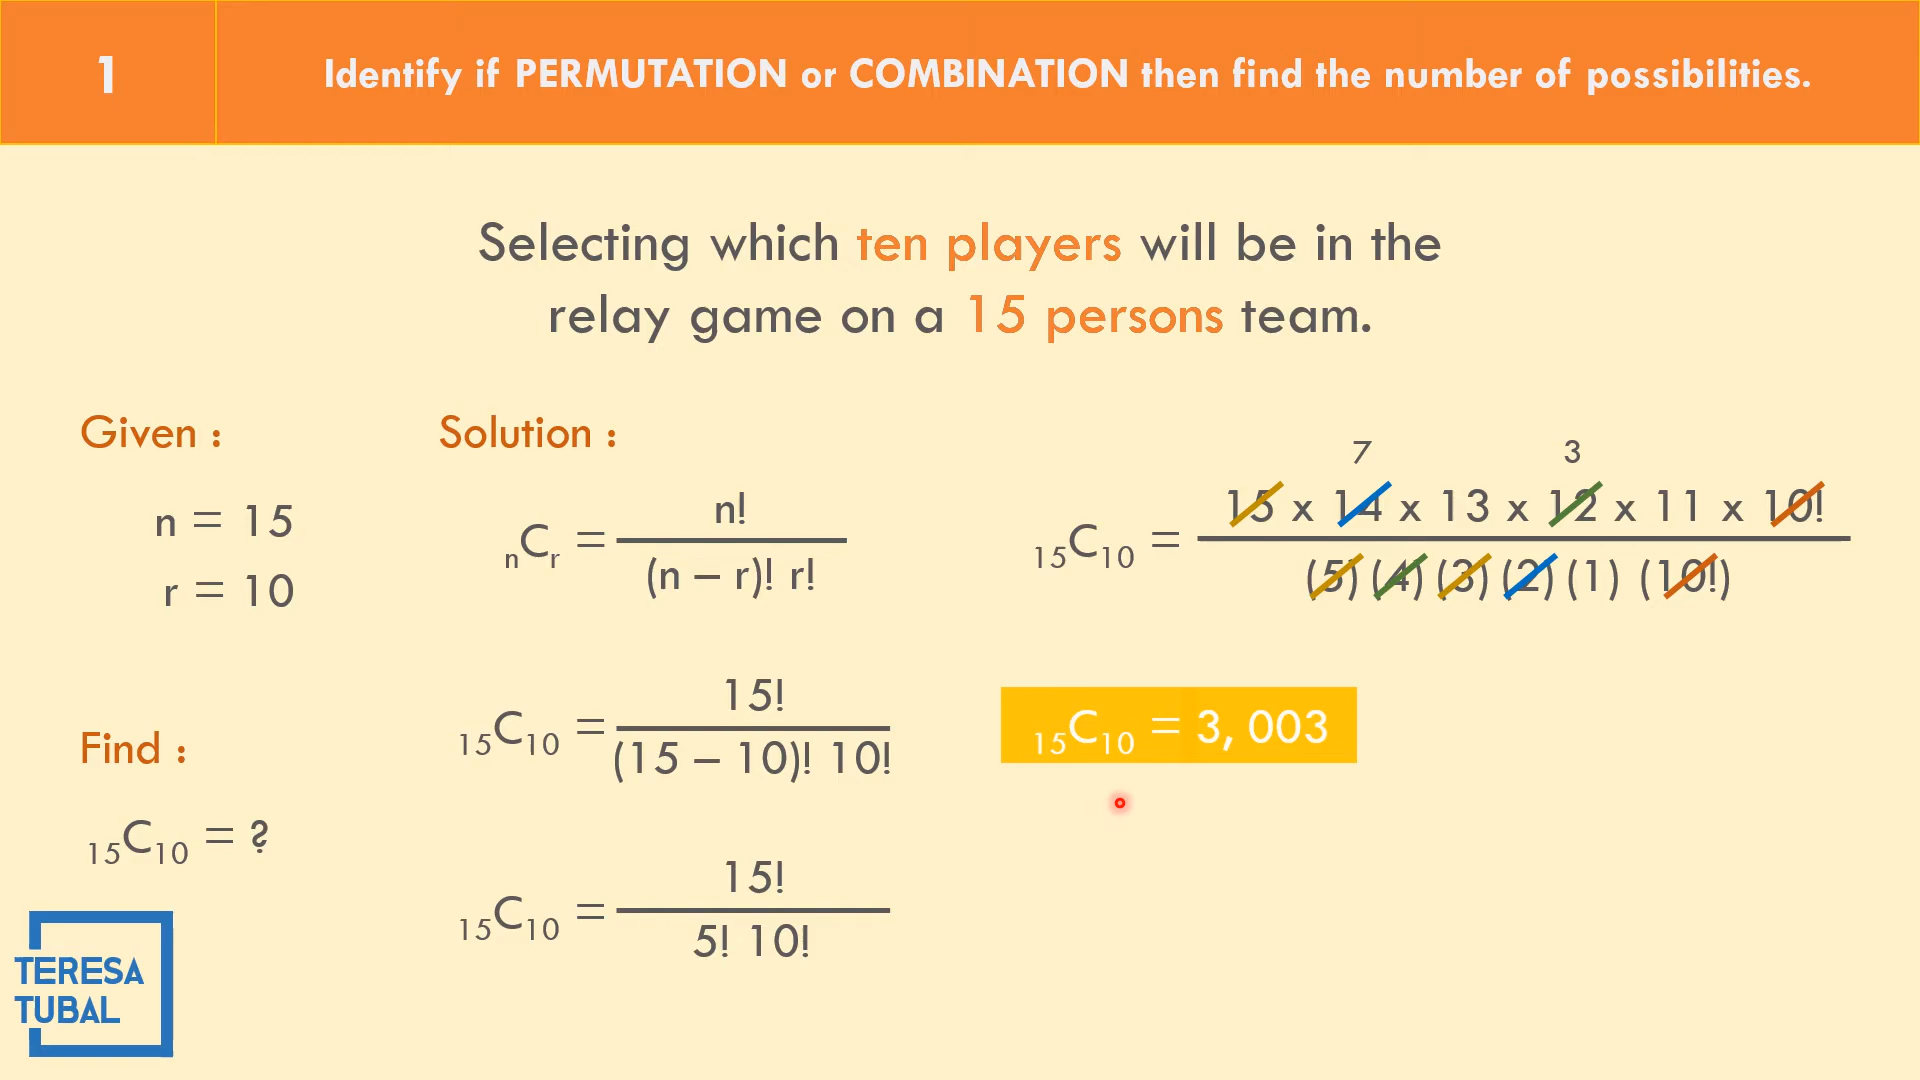 1
Identify if PERMUTATION or COMBINATION then find the number of possibilities.
Selecting which ten players will be in the
relay game on a 15 persons team.
Given :
n = 15
r = 10
Find :
₁₅C₁₀ = ?
Solution :
ₙCᵣ = n!
(n – r)! r!
₁₅C₁₀ = 15!
(15 – 10)! 10!
₁₅C₁₀ = 15!
5! 10!
7 3
₁₅C₁₀ = 15 x 14 x 13 x 12 x 11 x 10!
(5) (4) (3) (2) (1) (10!)
₁₅C₁₀ = 3, 003
TERESA
TUBAL